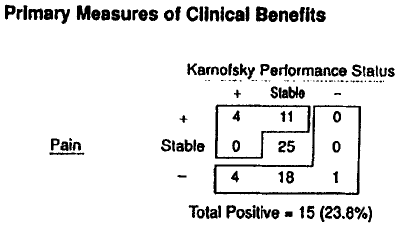 Primary Measures of Clinical Benefits
Karnofsky Performance Status
+ Stable −
+ 4 11 0
Pain Stable 0 25 0
− 4 18 1
Total Positive = 15 (23.8%)